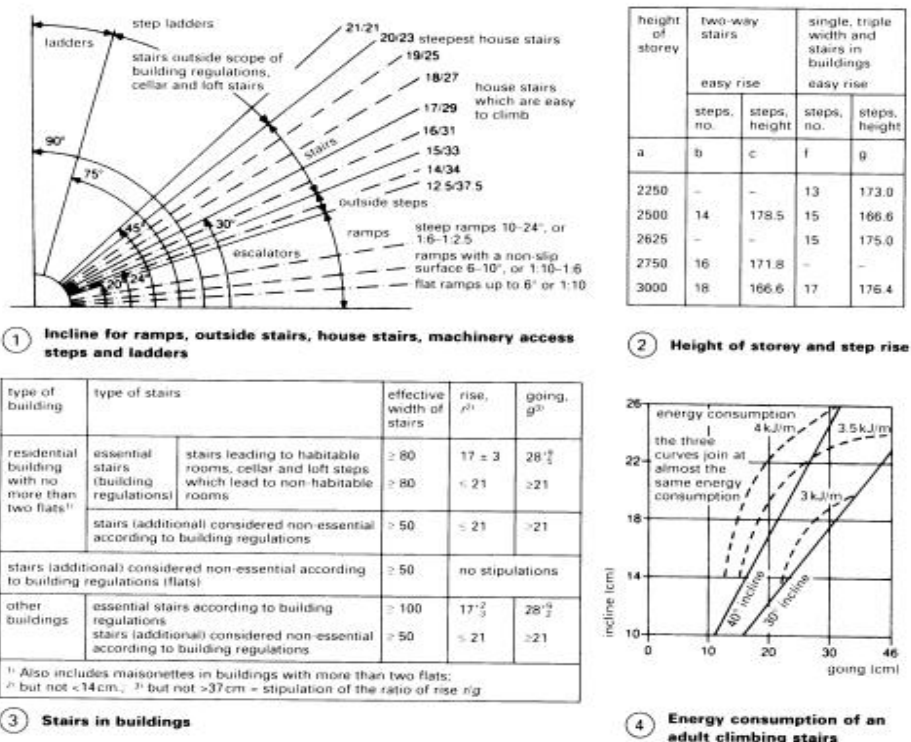 ladders
step ladders
stairs outside scope of
building regulations,
cellar and loft stairs
21/21
20/23 steepest house stairs
19/25
18/27
17/29
house stairs
which are easy
to climb
16/31
15/33
14/34
12.5/37.5
stairs
outside steps
ramps
90°
75°
45°
30°
24°
20°
escalators
steep ramps 10–24°, or
1:6–1:2.5
ramps with a non-slip
surface 6–10°, or 1:10–1:6
flat ramps up to 6° or 1:10
1 Incline for ramps, outside stairs, house stairs, machinery access
steps and ladders
height of storey | two-way stairs | single, triple width and stairs in buildings
easy rise | easy rise
steps, no. | steps, height | steps, no. | steps, height
a | b | c | f | g
2250 | – | – | 13 | 173.0
2500 | 14 | 178.5 | 15 | 166.6
2625 | – | – | 15 | 175.0
2750 | 16 | 171.8 | – | –
3000 | 18 | 166.6 | 17 | 176.4
2 Height of storey and step rise
type of building | type of stairs | effective width of stairs | rise, r²⁾ | going, g³⁾
residential building with no more than two flats¹⁾
essential stairs (building regulations)
stairs leading to habitable rooms, cellar and loft steps which lead to non-habitable rooms
≥ 80 | 17 ± 3 | 28
≥ 80 | ≤ 21 | ≥21
stairs (additional) considered non-essential according to building regulations | ≥ 50 | ≤ 21 | ≥21
stairs (additional) considered non-essential according to building regulations (flats) | ≥ 50 | no stipulations
other buildings
essential stairs according to building regulations | ≥ 100 | 17 | 28
stairs (additional) considered non-essential according to building regulations | ≥ 50 | ≤ 21 | ≥21
¹⁾ Also includes maisonettes in buildings with more than two flats;
²⁾ but not <14cm; ³⁾ but not >37cm = stipulation of the ratio of rise r/g
3 Stairs in buildings
energy consumption
4 kJ/m
3.5 kJ/m
the three
curves join at
almost the
same energy
consumption
3 kJ/m
40° incline
30° incline
incline (cm)
26
22
18
14
10
0 10 20 30 46
going (cm)
4 Energy consumption of an
adult climbing stairs